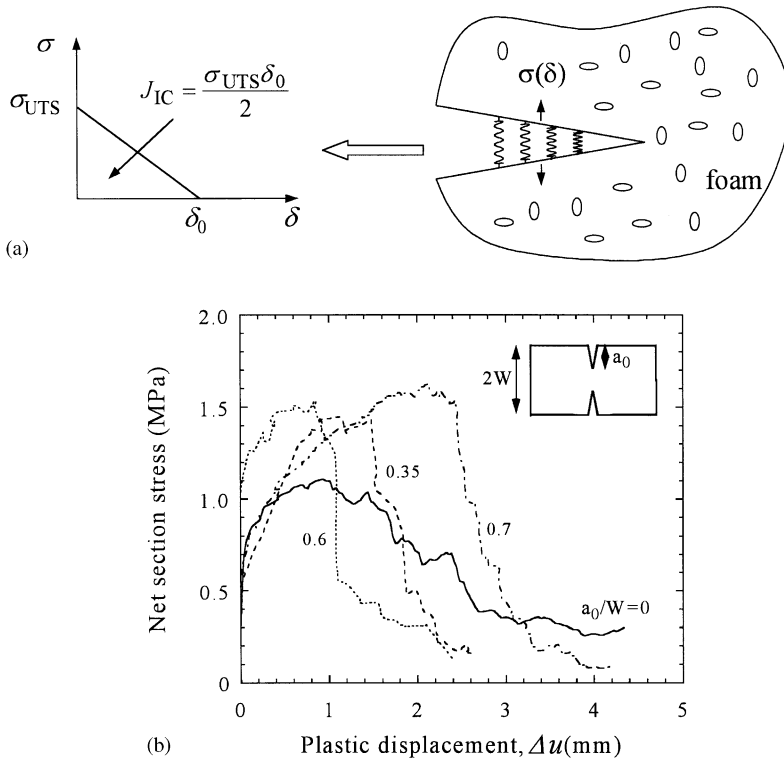 σ
σUTS
JIC = σUTSδ0 / 2
δ0
δ
(a)
σ(δ)
foam
2.0
1.5
1.0
0.5
0
Net section stress (MPa)
2W
a0
0.35
0.6
0.7
a0/W=0
0 1 2 3 4 5
(b) Plastic displacement, Δu(mm)